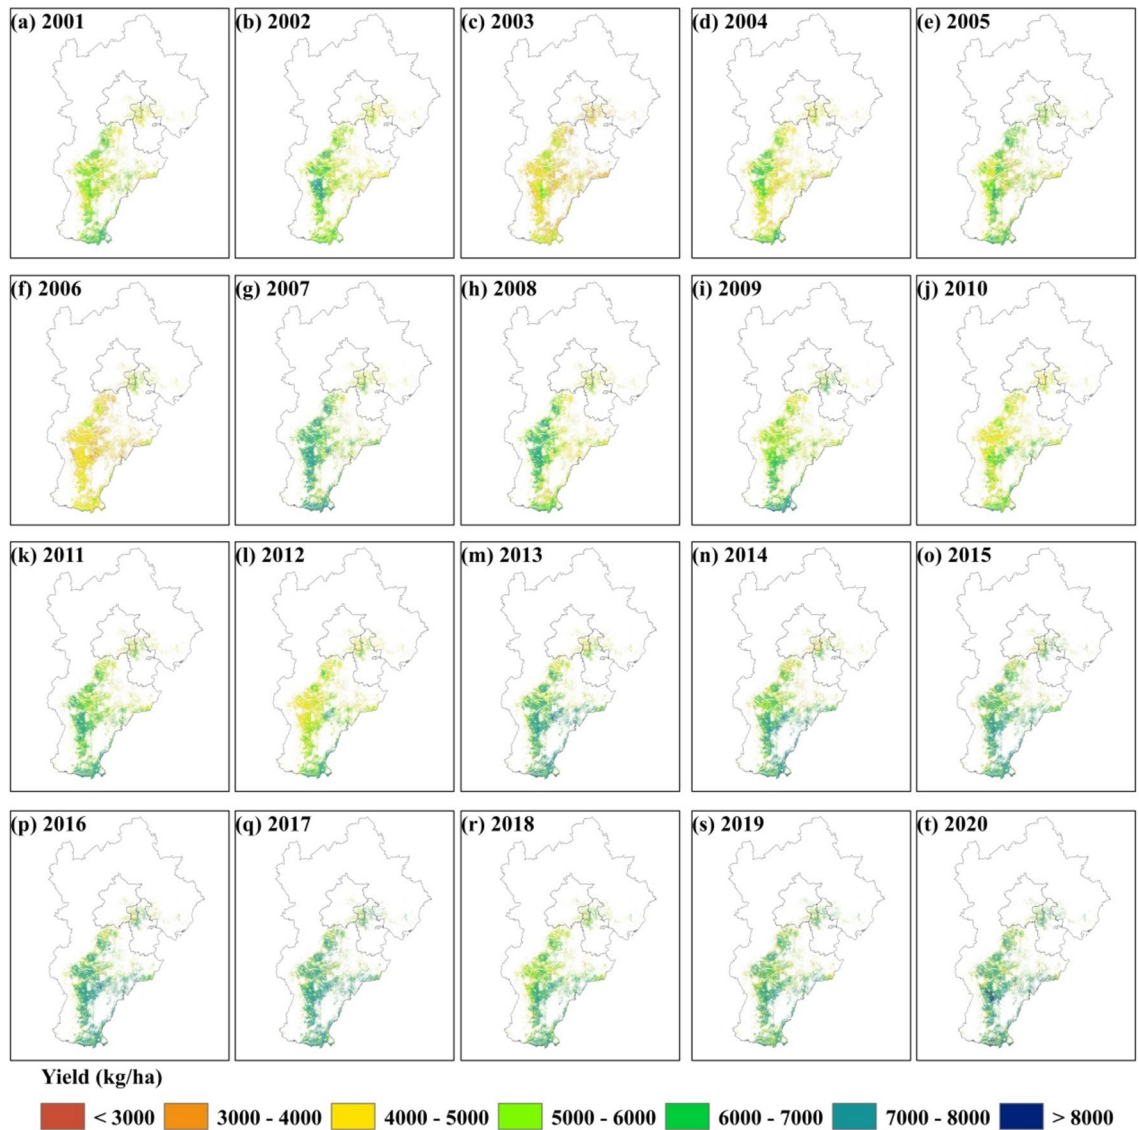 (a) 2001
(b) 2002
(c) 2003
(d) 2004
(e) 2005
(f) 2006
(g) 2007
(h) 2008
(i) 2009
(j) 2010
(k) 2011
(l) 2012
(m) 2013
(n) 2014
(o) 2015
(p) 2016
(q) 2017
(r) 2018
(s) 2019
(t) 2020
Yield (kg/ha)
< 3000 3000 - 4000 4000 - 5000 5000 - 6000 6000 - 7000 7000 - 8000 > 8000